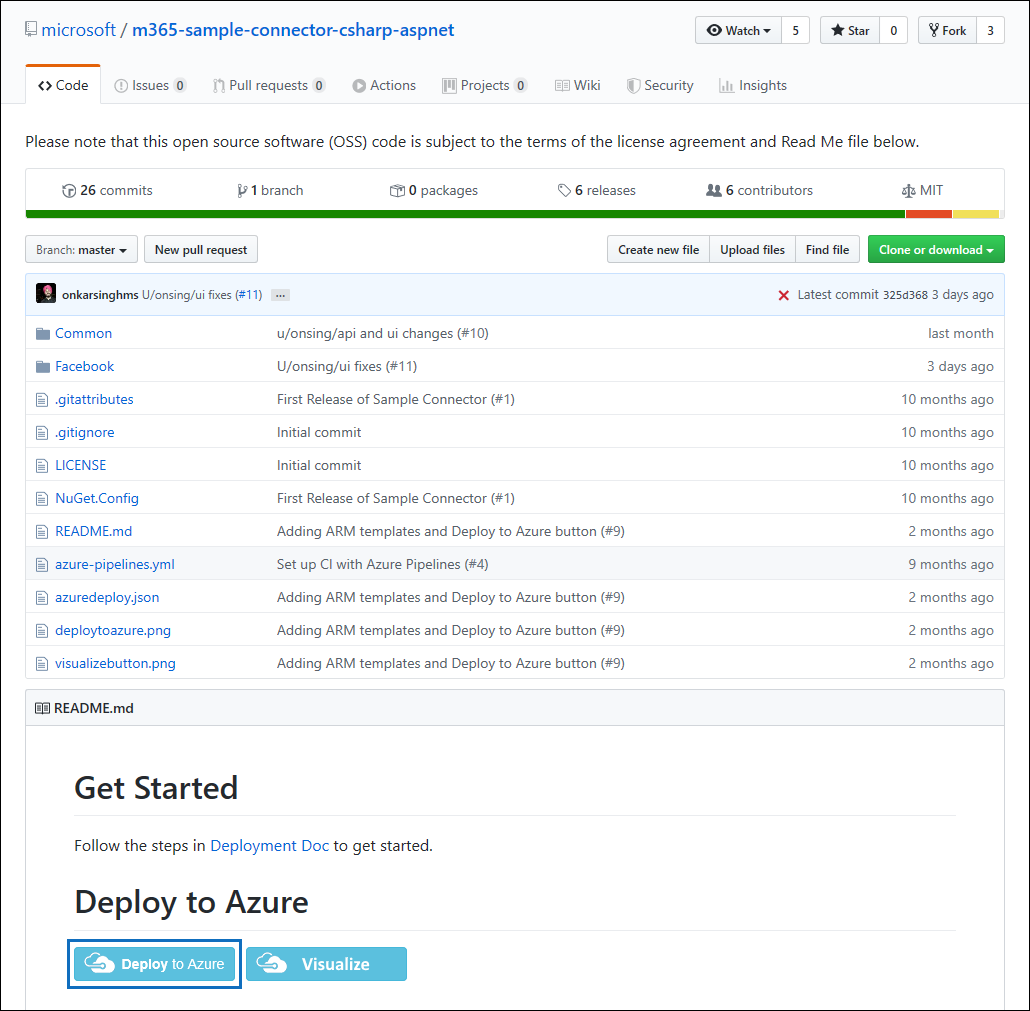 microsoft / m365-sample-connector-csharp-aspnet Watch 5 Star 0 Fork 3
Code Issues 0 Pull requests 0 Actions Projects 0 Wiki Security Insights
Please note that this open source software (OSS) code is subject to the terms of the license agreement and Read Me file below.
26 commits 1 branch 0 packages 6 releases 6 contributors MIT
Branch: master New pull request Create new file Upload files Find file Clone or download
onkarsinghms U/onsing/ui fixes (#11) ... Latest commit 325d368 3 days ago
Common u/onsing/api and ui changes (#10) last month
Facebook U/onsing/ui fixes (#11) 3 days ago
.gitattributes First Release of Sample Connector (#1) 10 months ago
.gitignore Initial commit 10 months ago
LICENSE Initial commit 10 months ago
NuGet.Config First Release of Sample Connector (#1) 10 months ago
README.md Adding ARM templates and Deploy to Azure button (#9) 2 months ago
azure-pipelines.yml Set up CI with Azure Pipelines (#4) 9 months ago
azuredeploy.json Adding ARM templates and Deploy to Azure button (#9) 2 months ago
deploytoazure.png Adding ARM templates and Deploy to Azure button (#9) 2 months ago
visualizebutton.png Adding ARM templates and Deploy to Azure button (#9) 2 months ago
README.md
Get Started
Follow the steps in Deployment Doc to get started.
Deploy to Azure
Deploy to Azure Visualize